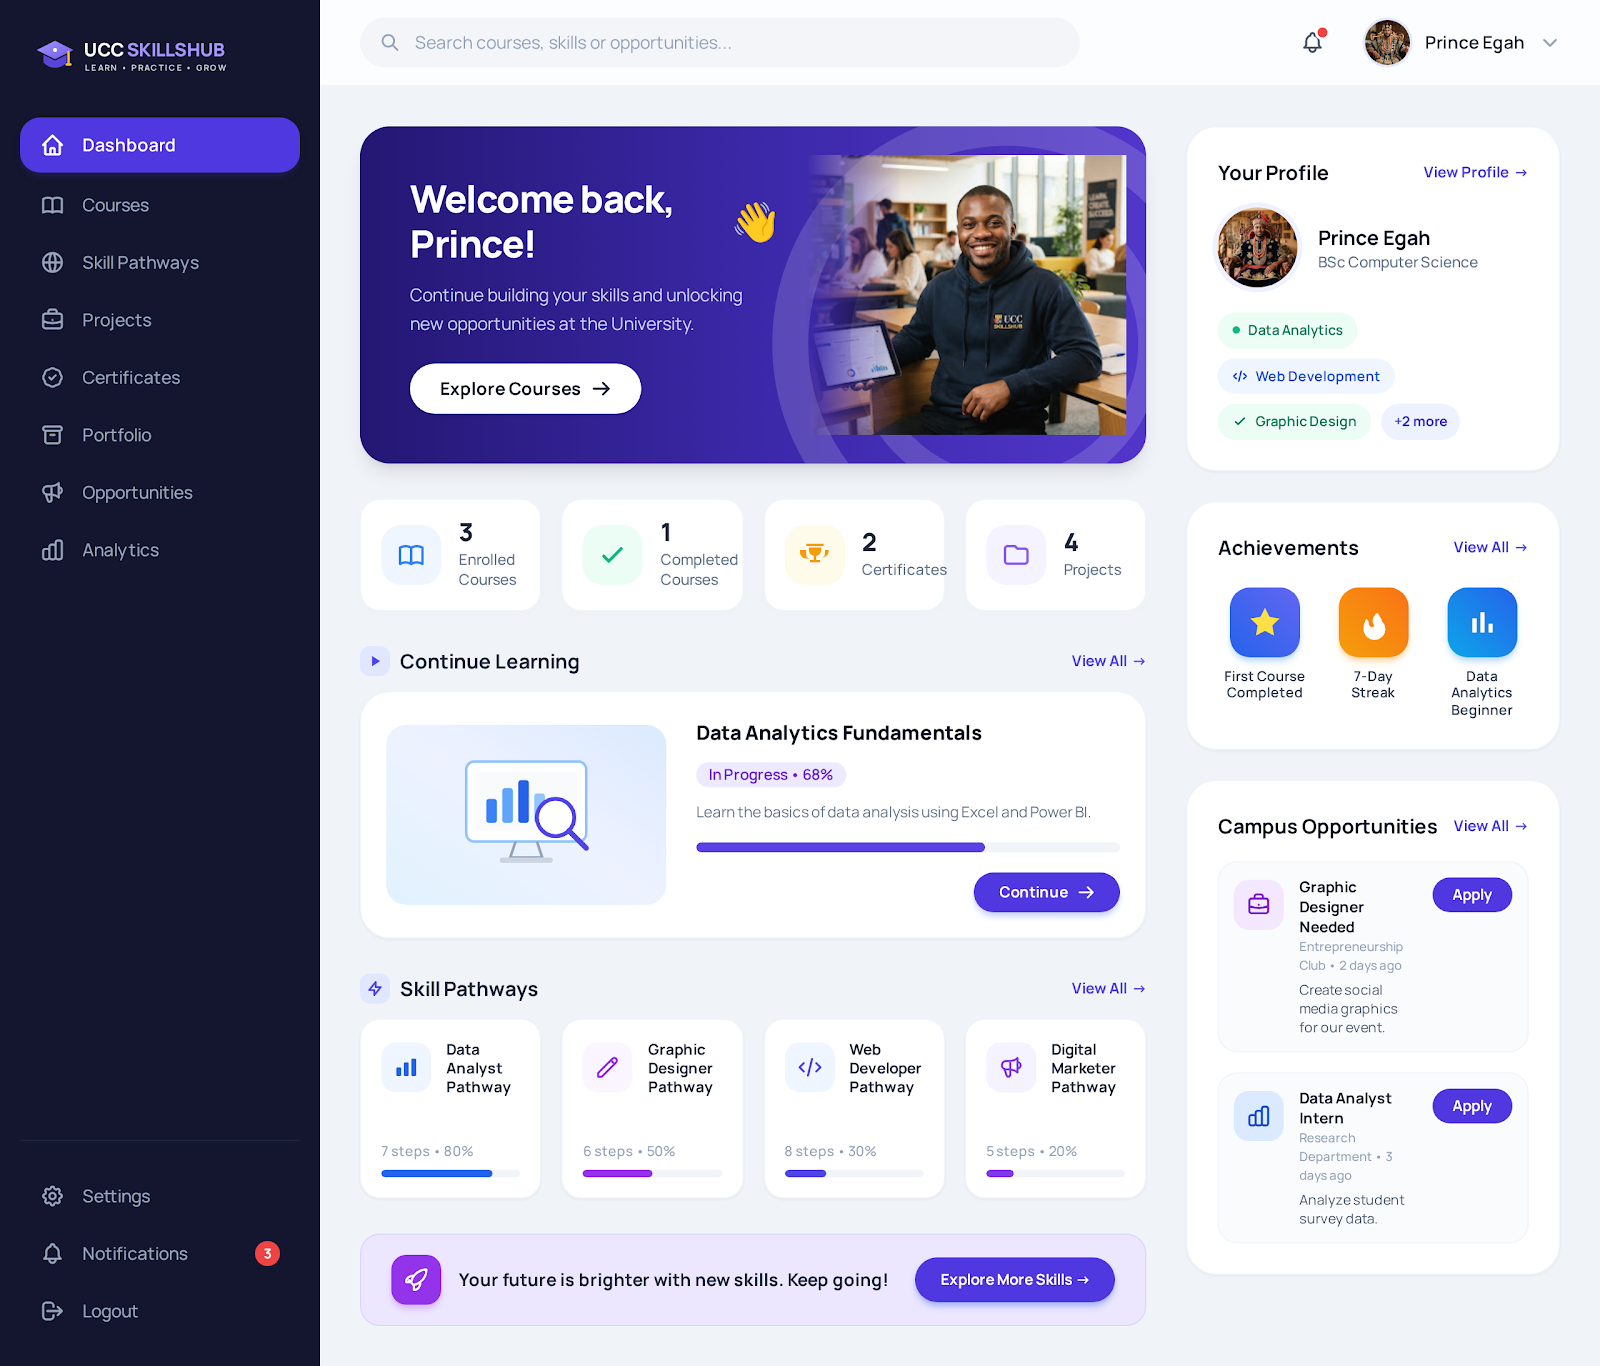 UCC SKILLSHUB
LEARN • PRACTICE • GROW
Dashboard
Courses
Skill Pathways
Projects
Certificates
Portfolio
Opportunities
Analytics
Settings
Notifications
3
Logout
Search courses, skills or opportunities...
Prince Egah
Welcome back,
Prince!
Continue building your skills and unlocking
new opportunities at the University.
Explore Courses →
UCC
SKILLSHUB
3
Enrolled
Courses
1
Completed
Courses
2
Certificates
4
Projects
Continue Learning
View All →
Data Analytics Fundamentals
In Progress • 68%
Learn the basics of data analysis using Excel and Power BI.
Continue →
Skill Pathways
View All →
Data
Analyst
Pathway
7 steps • 80%
Graphic
Designer
Pathway
6 steps • 50%
Web
Developer
Pathway
8 steps • 30%
Digital
Marketer
Pathway
5 steps • 20%
Your future is brighter with new skills. Keep going!
Explore More Skills →
Your Profile
View Profile →
Prince Egah
BSc Computer Science
Data Analytics
Web Development
Graphic Design
+2 more
Achievements
View All →
First Course
Completed
7-Day
Streak
Data
Analytics
Beginner
Campus Opportunities
View All →
Graphic
Designer
Needed
Entrepreneurship
Club • 2 days ago
Create social
media graphics
for our event.
Apply
Data Analyst
Intern
Research
Department • 3
days ago
Analyze student
survey data.
Apply